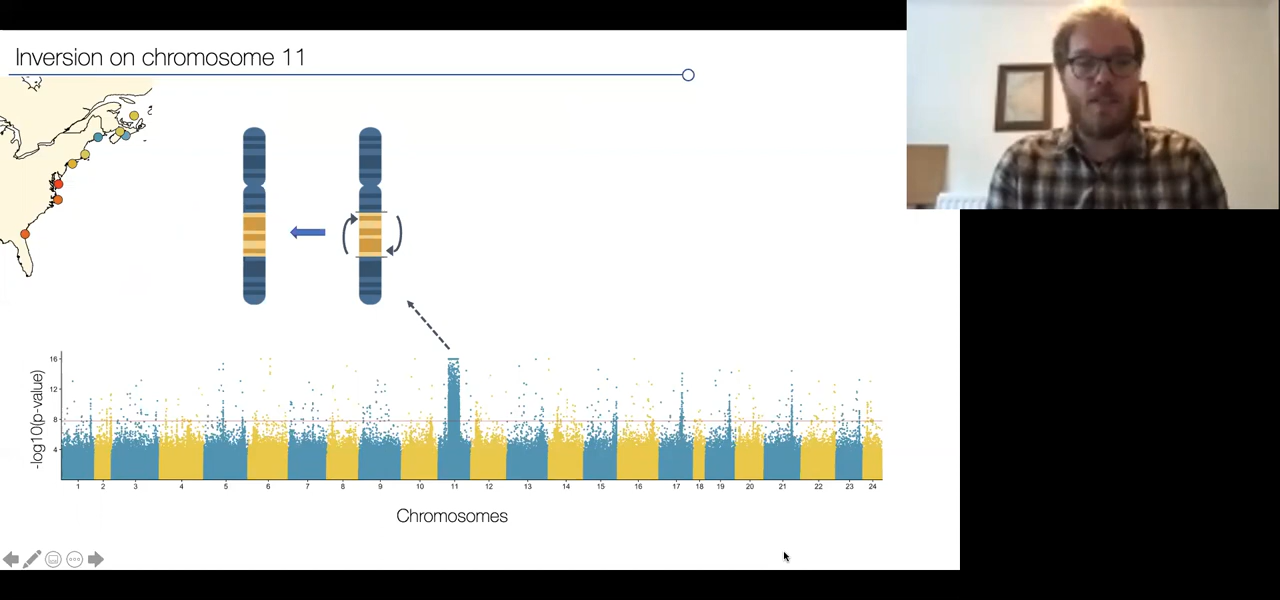 Inversion on chromosome 11
16
12
8
4
-log10(p-value)
1 2 3 4 5 6 7 8 9 10 11 12 13 14 15 16 17 18 19 20 21 22 23 24
Chromosomes